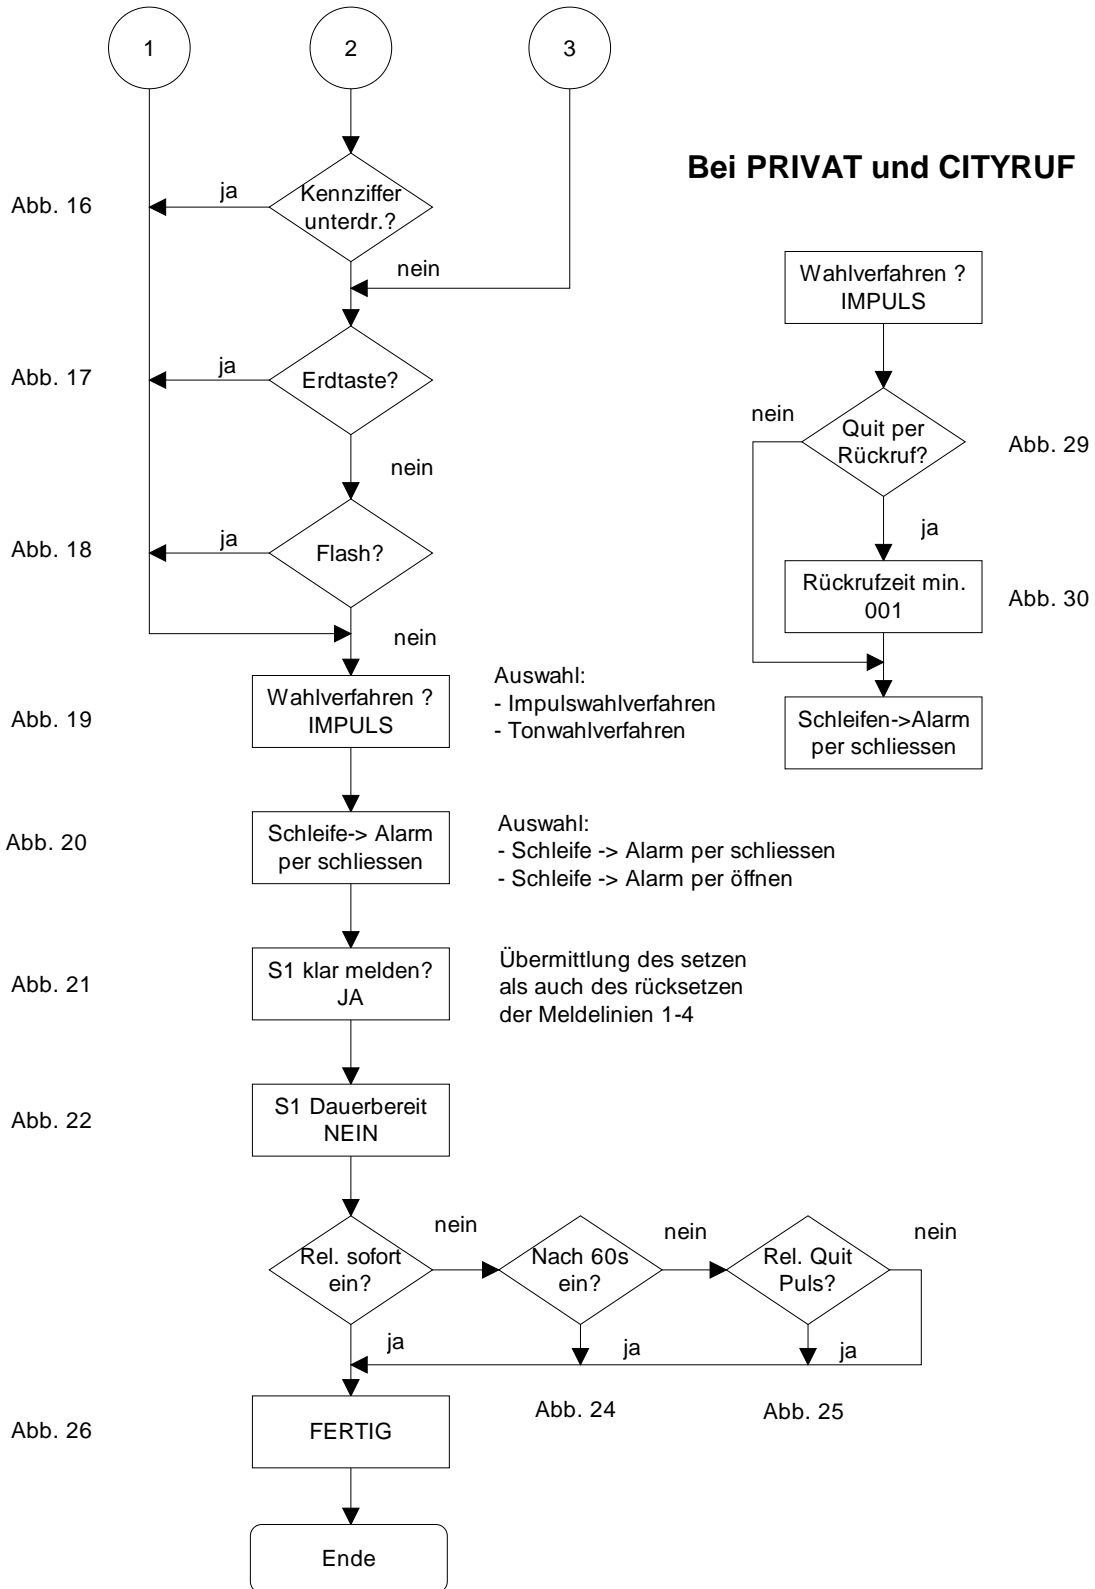 1
2
3
Bei PRIVAT und CITYRUF
Abb. 16
ja
Kennziffer
unterdr.?
nein
Abb. 17
ja
Erdtaste?
nein
Abb. 18
ja
Flash?
nein
Abb. 19
Wahlverfahren ?
IMPULS
Auswahl:
- Impulswahlverfahren
- Tonwahlverfahren
Abb. 20
Schleife-> Alarm
per schliessen
Auswahl:
- Schleife -> Alarm per schliessen
- Schleife -> Alarm per öffnen
Abb. 21
S1 klar melden?
JA
Übermittlung des setzen
als auch des rücksetzen
der Meldelinien 1-4
Abb. 22
S1 Dauerbereit
NEIN
Rel. sofort
ein?
nein
ja
Nach 60s
ein?
nein
ja
Abb. 24
Rel. Quit
Puls?
nein
ja
Abb. 25
Abb. 26
FERTIG
Ende
Wahlverfahren ?
IMPULS
nein
Quit per
Rückruf?
Abb. 29
ja
Rückrufzeit min.
001
Abb. 30
Schleifen->Alarm
per schliessen